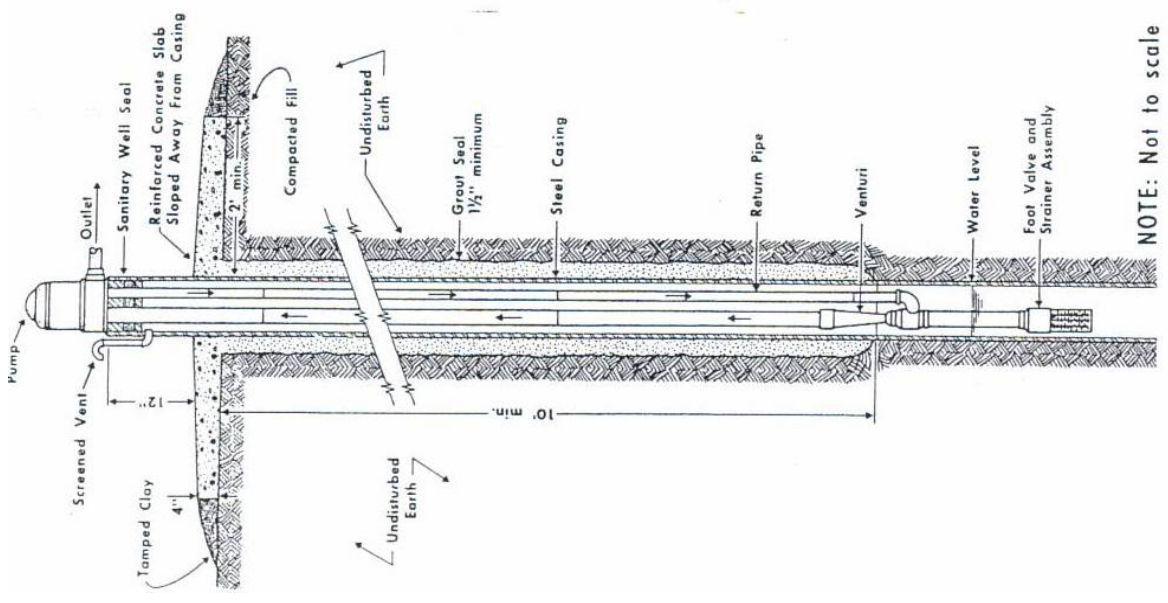 Pump
Screened Vent
Outlet
Sanitary Well Seal
Reinforced Concrete Slab
Sloped Away From Casing
12"
2' min.
4"
Tamped Clay
Compacted Fill
Undisturbed
Earth
Undisturbed
Earth
Grout Seal
1½" minimum
Steel Casing
10' min.
Return Pipe
Venturi
Water Level
Foot Valve and
Strainer Assembly
NOTE: Not to scale